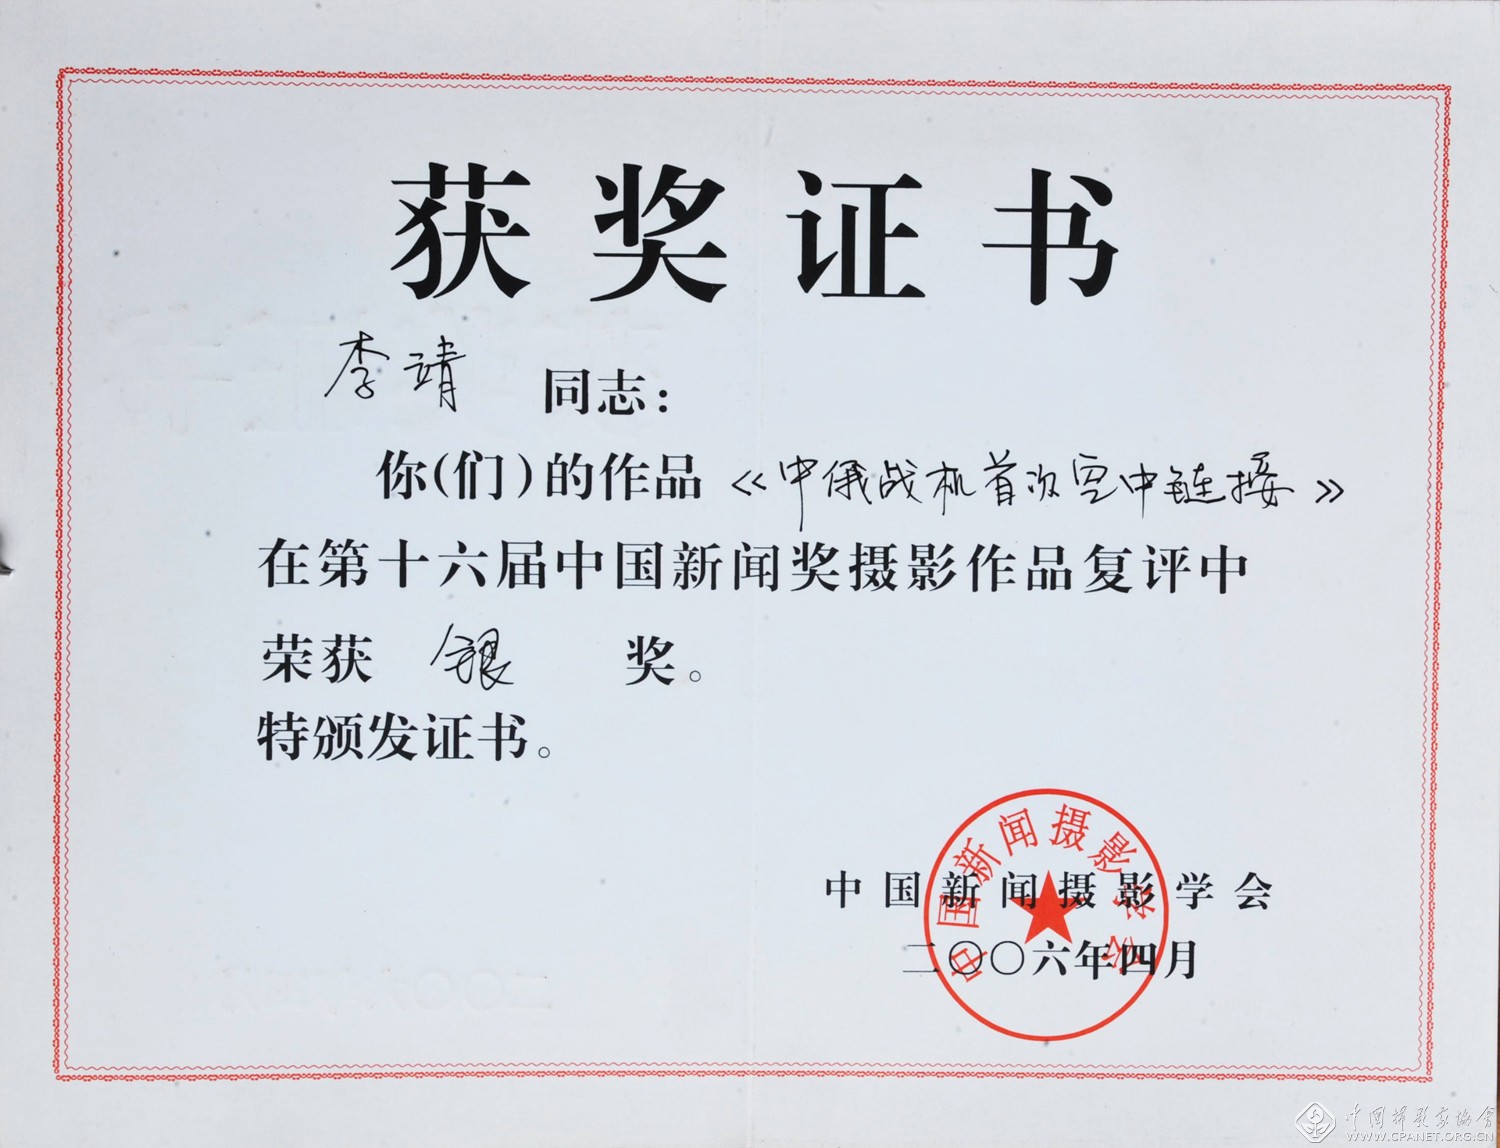 获奖证书
李靖 同志：
你(们)的作品《中俄战机首次空中链接》
在第十六届中国新闻奖摄影作品复评中
荣获 银 奖。
特颁发证书。
中国新闻摄影学会
二〇〇六年四月
中国新闻摄影学会
中国摄影家协会
WWW.CPANET.ORG.CN